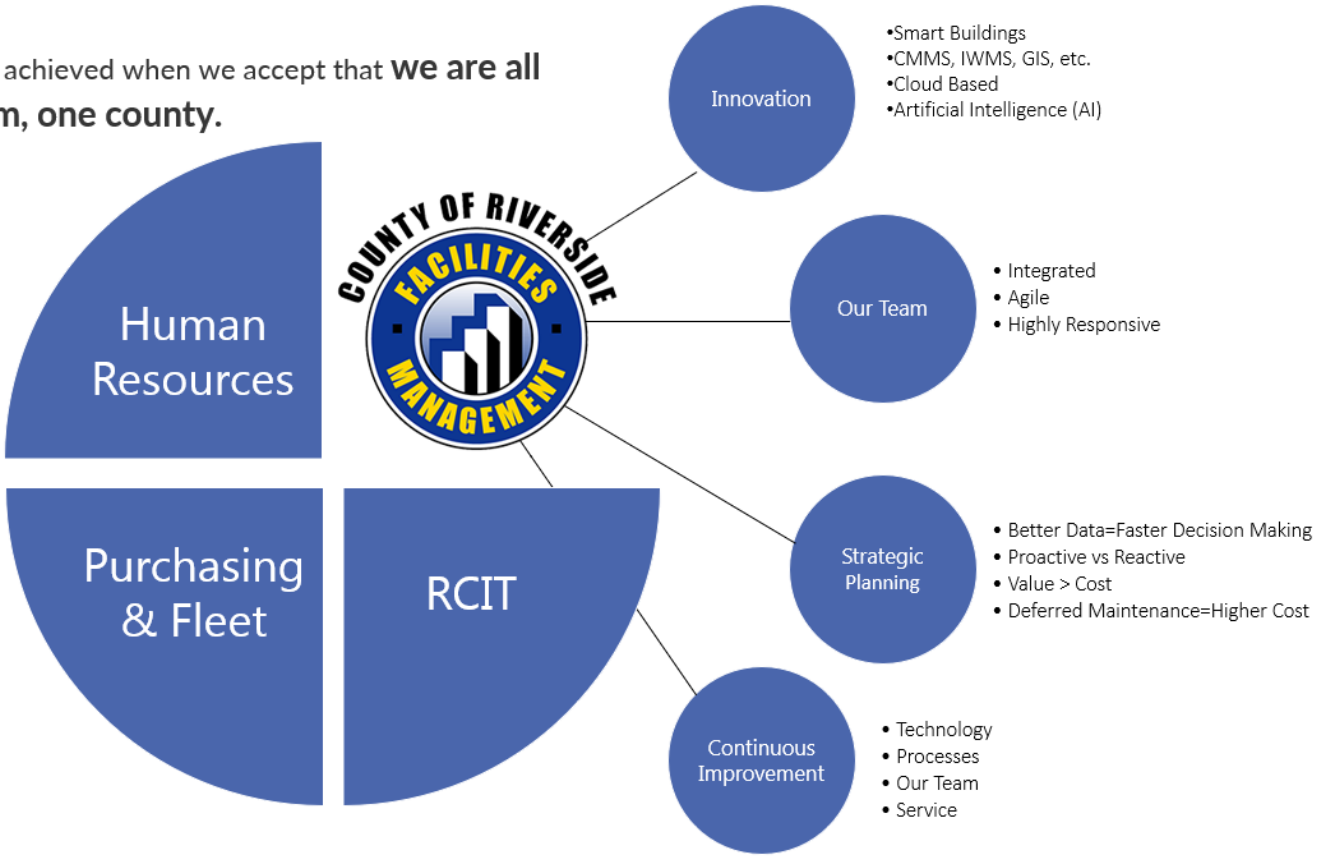 achieved when we accept that we are all
m, one county.
Human
Resources
COUNTY OF RIVERSIDE
FACILITIES
MANAGEMENT
Purchasing
& Fleet
RCIT
Innovation
•Smart Buildings
•CMMS, IWMS, GIS, etc.
•Cloud Based
•Artificial Intelligence (AI)
Our Team
• Integrated
• Agile
• Highly Responsive
Strategic
Planning
• Better Data=Faster Decision Making
• Proactive vs Reactive
• Value > Cost
• Deferred Maintenance=Higher Cost
Continuous
Improvement
• Technology
• Processes
• Our Team
• Service